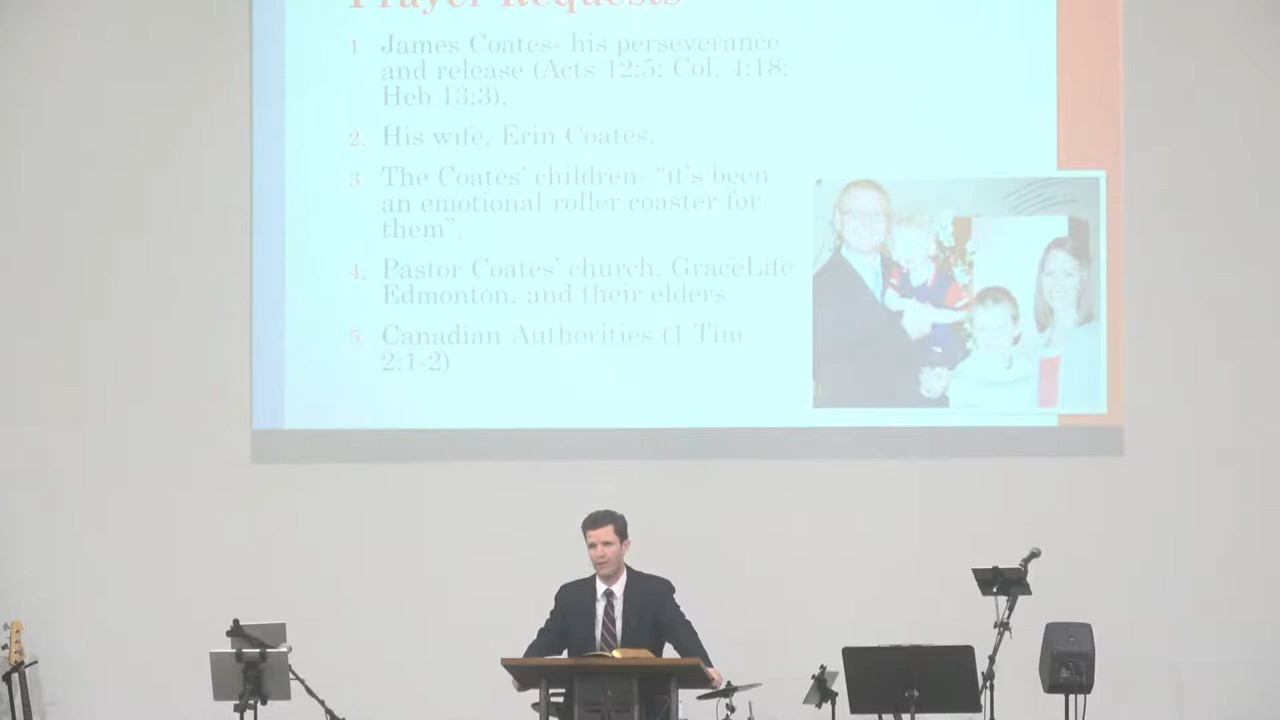 Prayer Requests
1 James Coates- his perseverance
and release (Acts 12:5; Col. 4:18;
Heb 13:3).
2. His wife, Erin Coates.
3. The Coates' children- "it's been
an emotional roller coaster for
them".
4. Pastor Coates' church, GraceLife
Edmonton, and their elders
5. Canadian Authorities (1 Tim
2:1-2)